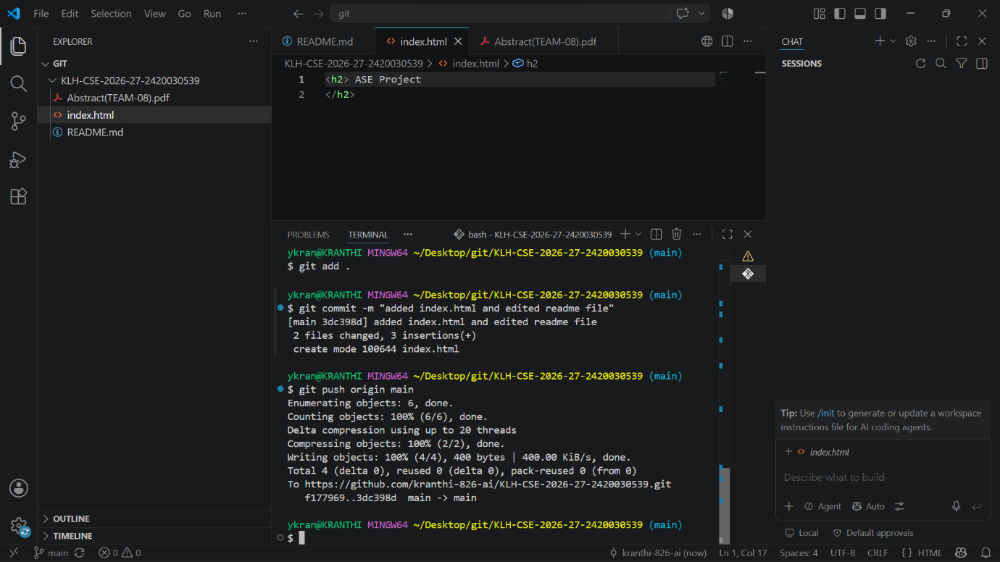 File Edit Selection View Go Run ···
git
EXPLORER
GIT
KLH-CSE-2026-27-2420030539
Abstract(TEAM-08).pdf
index.html
README.md
OUTLINE
TIMELINE
README.md
index.html
Abstract(TEAM-08).pdf
KLH-CSE-2026-27-2420030539 > index.html > h2
1 <h2> ASE Project
2 </h2>
PROBLEMS TERMINAL ··· bash - KLH-CSE-2026-27-2420030539
ykran@KRANTHI MINGW64 ~/Desktop/git/KLH-CSE-2026-27-2420030539 (main)
$ git add .
ykran@KRANTHI MINGW64 ~/Desktop/git/KLH-CSE-2026-27-2420030539 (main)
$ git commit -m "added index.html and edited readme file"
[main 3dc398d] added index.html and edited readme file
2 files changed, 3 insertions(+)
create mode 100644 index.html
ykran@KRANTHI MINGW64 ~/Desktop/git/KLH-CSE-2026-27-2420030539 (main)
$ git push origin main
Enumerating objects: 6, done.
Counting objects: 100% (6/6), done.
Delta compression using up to 20 threads
Compressing objects: 100% (2/2), done.
Writing objects: 100% (4/4), 400 bytes | 400.00 KiB/s, done.
Total 4 (delta 0), reused 0 (delta 0), pack-reused 0 (from 0)
To https://github.com/kranthi-826-ai/KLH-CSE-2026-27-2420030539.git
f177969..3dc398d main -> main
ykran@KRANTHI MINGW64 ~/Desktop/git/KLH-CSE-2026-27-2420030539 (main)
$
CHAT
SESSIONS
Tip: Use /init to generate or update a workspace
instructions file for AI coding agents.
index.html
Describe what to build
Agent Auto
Local Default approvals
main 0 0 kranthi-826-ai (now) Ln 1, Col 17 Spaces: 4 UTF-8 CRLF {} HTML